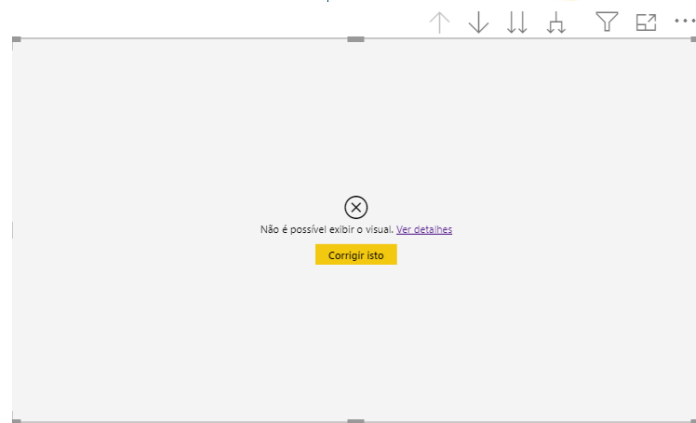 Não é possível exibir o visual. Ver detalhes
Corrigir isto